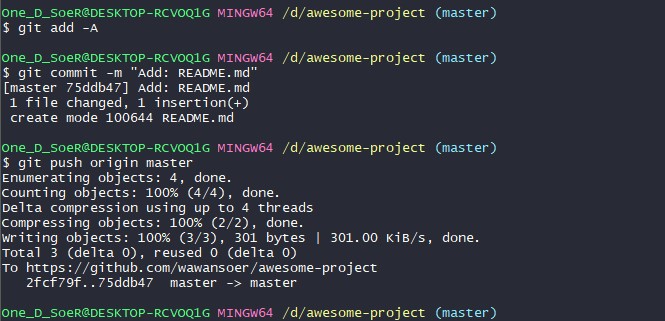 One_D_SoeR@DESKTOP-RCVOQ1G MINGW64 /d/awesome-project (master)
$ git add -A
One_D_SoeR@DESKTOP-RCVOQ1G MINGW64 /d/awesome-project (master)
$ git commit -m "Add: README.md"
[master 75ddb47] Add: README.md
1 file changed, 1 insertion(+)
create mode 100644 README.md
One_D_SoeR@DESKTOP-RCVOQ1G MINGW64 /d/awesome-project (master)
$ git push origin master
Enumerating objects: 4, done.
Counting objects: 100% (4/4), done.
Delta compression using up to 4 threads
Compressing objects: 100% (2/2), done.
Writing objects: 100% (3/3), 301 bytes | 301.00 KiB/s, done.
Total 3 (delta 0), reused 0 (delta 0)
To https://github.com/wawansoer/awesome-project
2fcf79f..75ddb47  master -> master
One_D_SoeR@DESKTOP-RCVOQ1G MINGW64 /d/awesome-project (master)